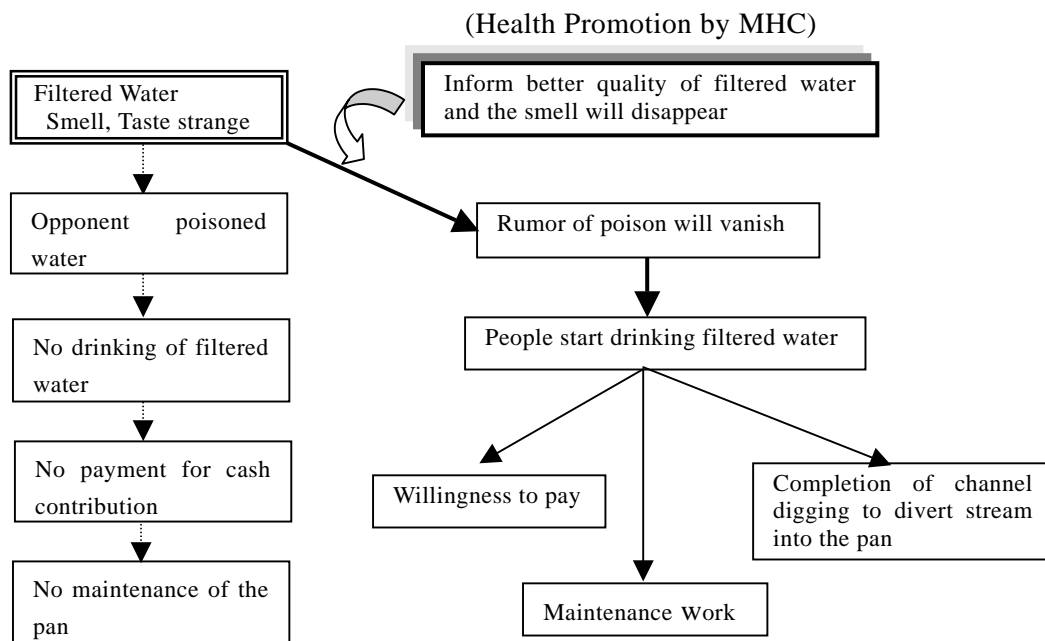 (Health Promotion by MHC)
Inform better quality of filtered water
and the smell will disappear
Filtered Water
Smell, Taste strange
Opponent poisoned
water
Rumor of poison will vanish
No drinking of filtered
water
People start drinking filtered water
No payment for cash
contribution
Willingness to pay
Completion of channel
digging to divert stream
into the pan
No maintenance of the
pan
Maintenance work